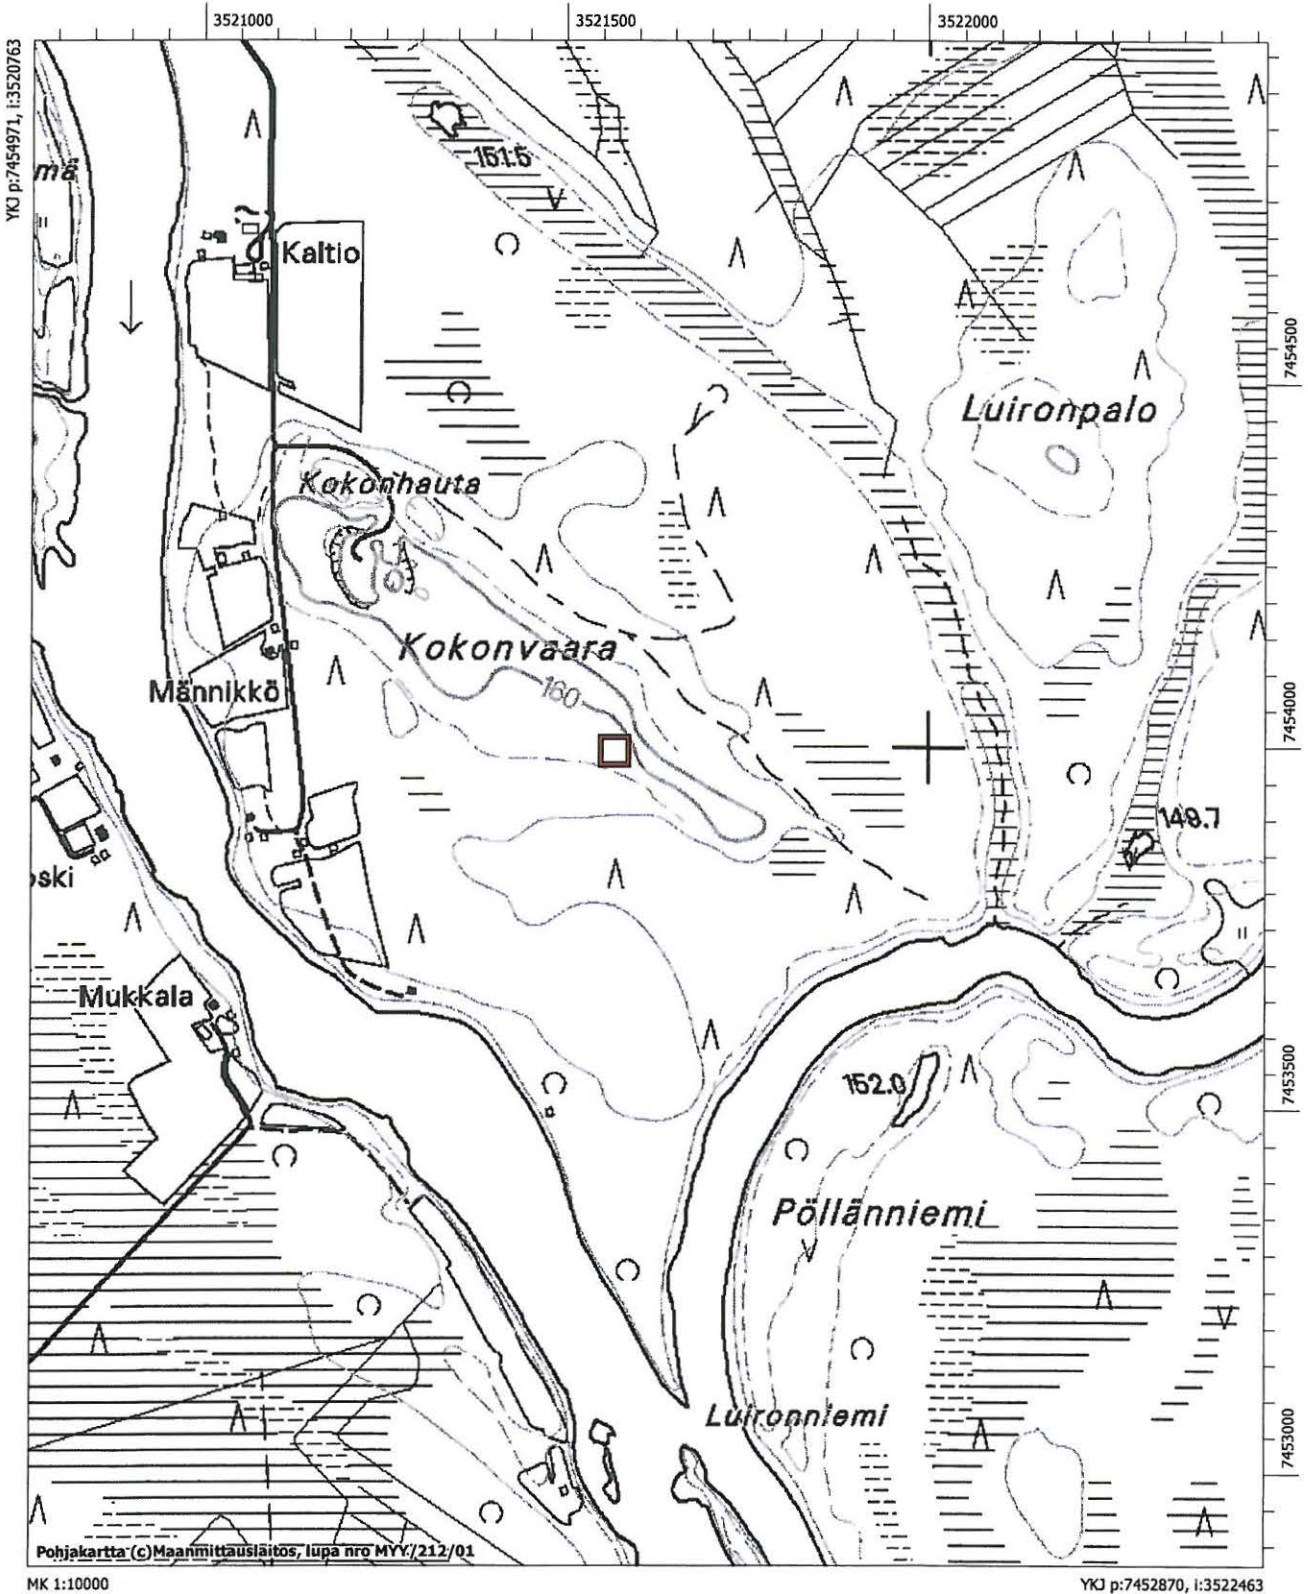 3521000
3521500
3522000
YKJ p:7454971, i:3520763
mä
151.5
Kaltio
7454500
Luironpalo
Kokonhauta
Kokonvaara
160
Männikkö
7454000
149.7
oski
Mukkala
7453500
152.0
Pöllänniemi
Luironniemi
7453000
Pohjakartta (c)Maanmittauslaitos, lupa nro MYY/212/01
MK 1:10000
YKJ p:7452870, i:3522463